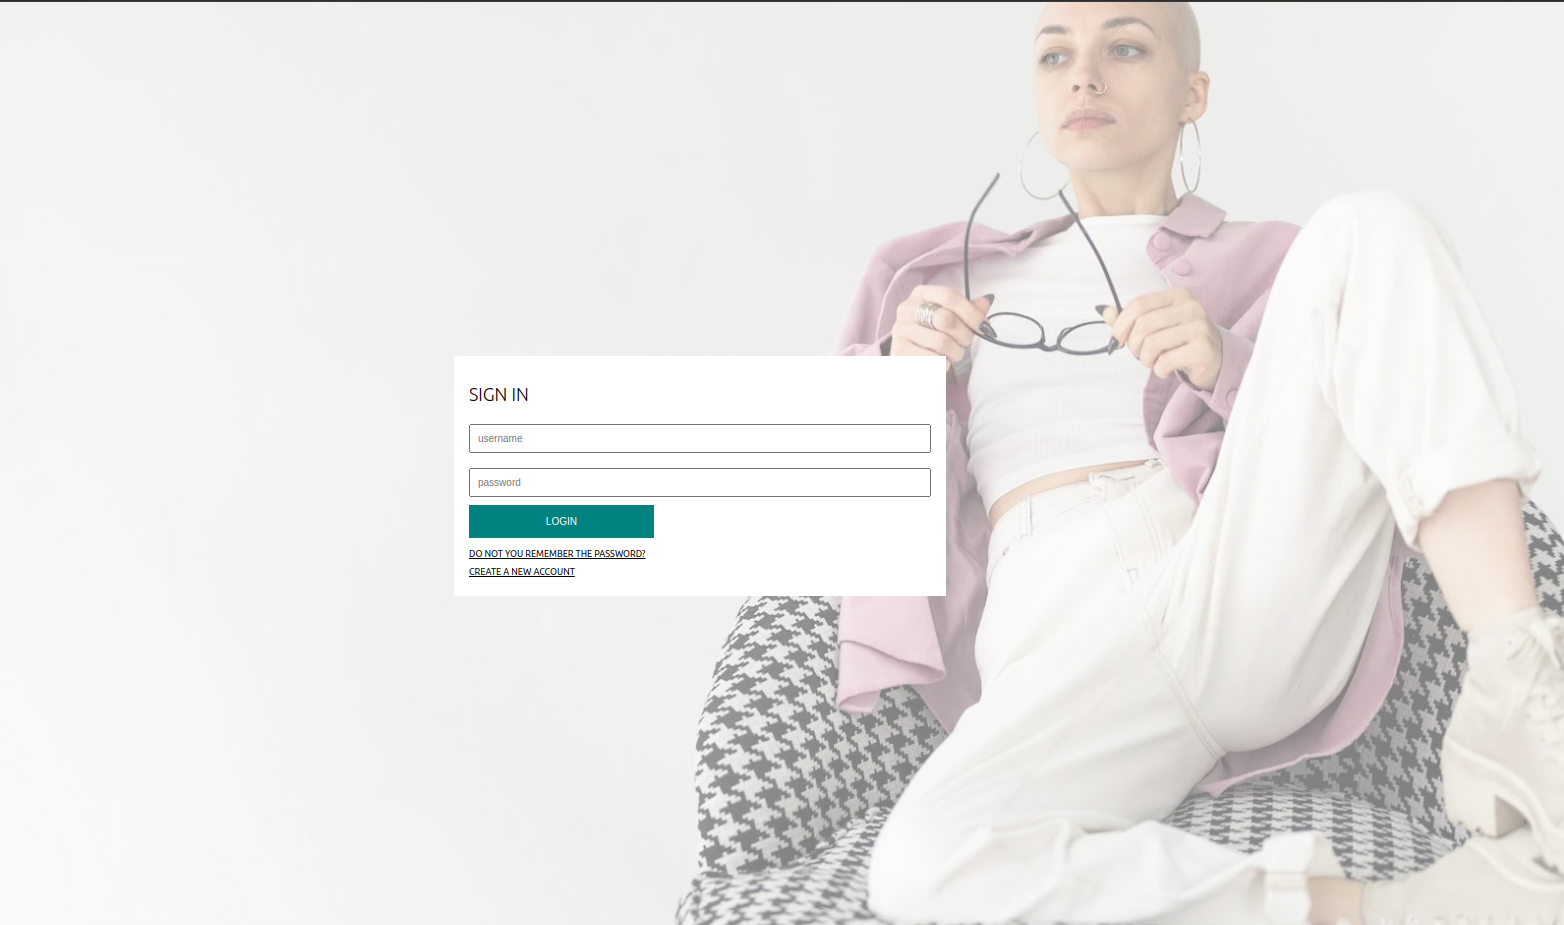 SIGN IN
username
password
LOGIN
DO NOT YOU REMEMBER THE PASSWORD?
CREATE A NEW ACCOUNT